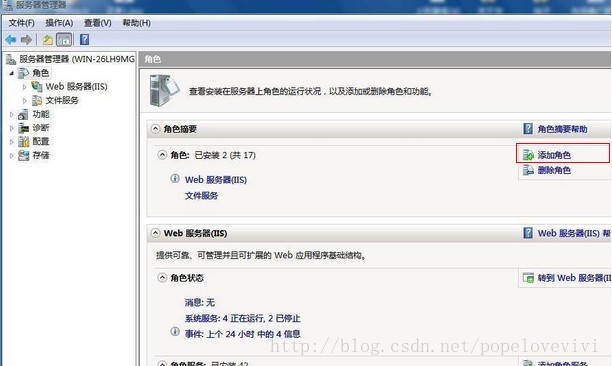 服务器管理器
文件(F) 操作(A) 查看(V) 帮助(H)
服务器管理器 (WIN-26LH9MG
角色
Web 服务器(IIS)
文件服务
功能
诊断
配置
存储
角色
查看安装在服务器上角色的运行状况，以及添加或删除角色和功能。
角色摘要
角色摘要帮助
角色: 已安装 2 (共 17)
添加角色
删除角色
Web 服务器(IIS)
文件服务
Web 服务器(IIS)
Web 服务器(IIS) 帮
提供可靠、可管理并且可扩展的 Web 应用程序基础结构。
角色状态
转到 Web 服务器(I
消息: 无
系统服务: 4 正在运行, 2 已停止
事件: 上个 24 小时 中的 4 信息
http://blog.csdn.net/popelovevivi
角色服务: 已安装 42
添加角色服务